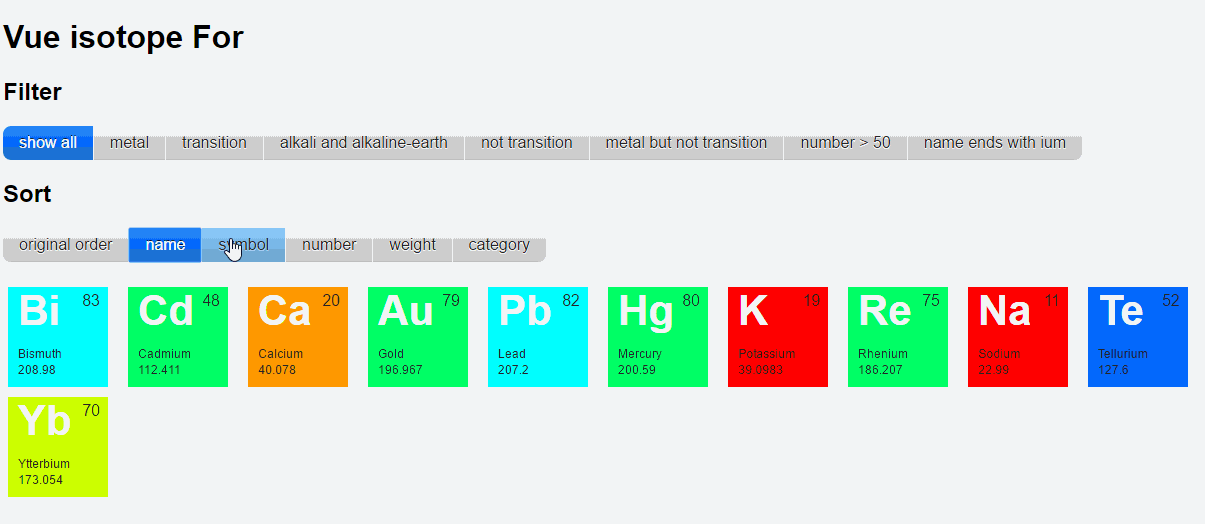 Vue isotope For
Filter
show all metal transition alkali and alkaline-earth not transition metal but not transition number > 50 name ends with ium
Sort
original order name symbol number weight category
Bi 83 Cd 48 Ca 20 Au 79 Pb 82 Hg 80 K 19 Re 75 Na 11 Te 52
Bismuth Cadmium Calcium Gold Lead Mercury Potassium Rhenium Sodium Tellurium
208.98 112.411 40.078 196.967 207.2 200.59 39.0983 186.207 22.99 127.6
Yb 70
Ytterbium
173.054